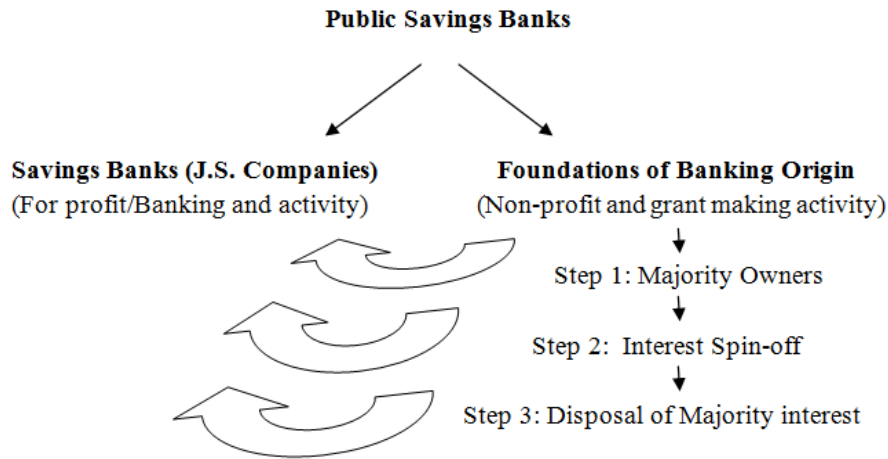 Public Savings Banks
Savings Banks (J.S. Companies)
(For profit/Banking and activity)
Foundations of Banking Origin
(Non-profit and grant making activity)
Step 1: Majority Owners
Step 2:  Interest Spin-off
Step 3: Disposal of Majority interest